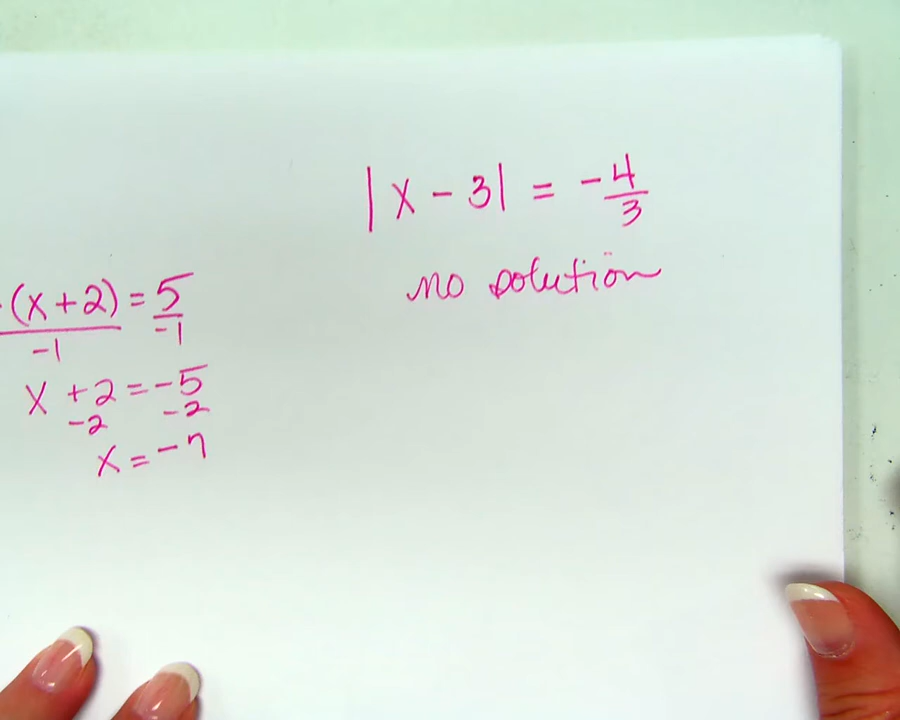 |x - 3| = -4/3
no solution
-(x+2) = 5
-1 -1
x +2 = -5
-2 -2
x = -7